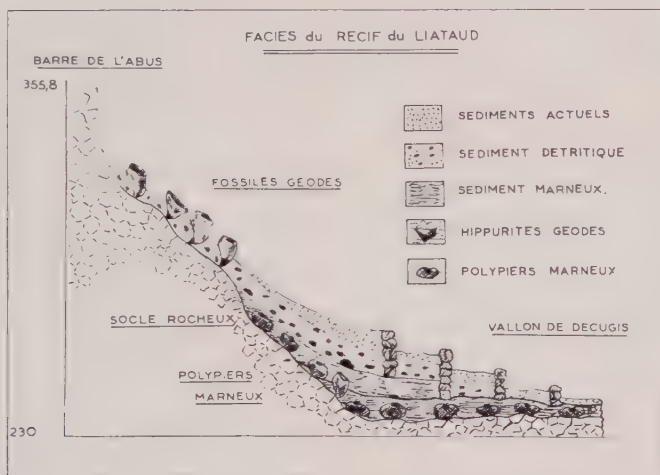 FACIES du RECIF du LIATAUD
BARRE DE L'ABUS
355,8
SEDIMENTS ACTUELS
SEDIMENT DETRITIQUE
FOSSILES GEODES
SEDIMENT MARNEUX.
HIPPURITES GEODES
POLYPIERS MARNEUX
SOCLE ROCHEUX
VALLON DE DECUGIS
POLYPIERS
MARNEUX
230